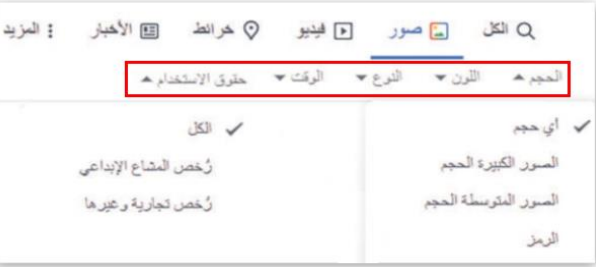 الكل صور فيديو خرائط الأخبار المزيد
الحجم اللون النوع الوقت حقوق الاستخدام
أي حجم
الصور الكبيرة الحجم
الصور المتوسطة الحجم
الرمز
الكل
رُخص المشاع الإبداعي
رُخص تجارية وغيرها